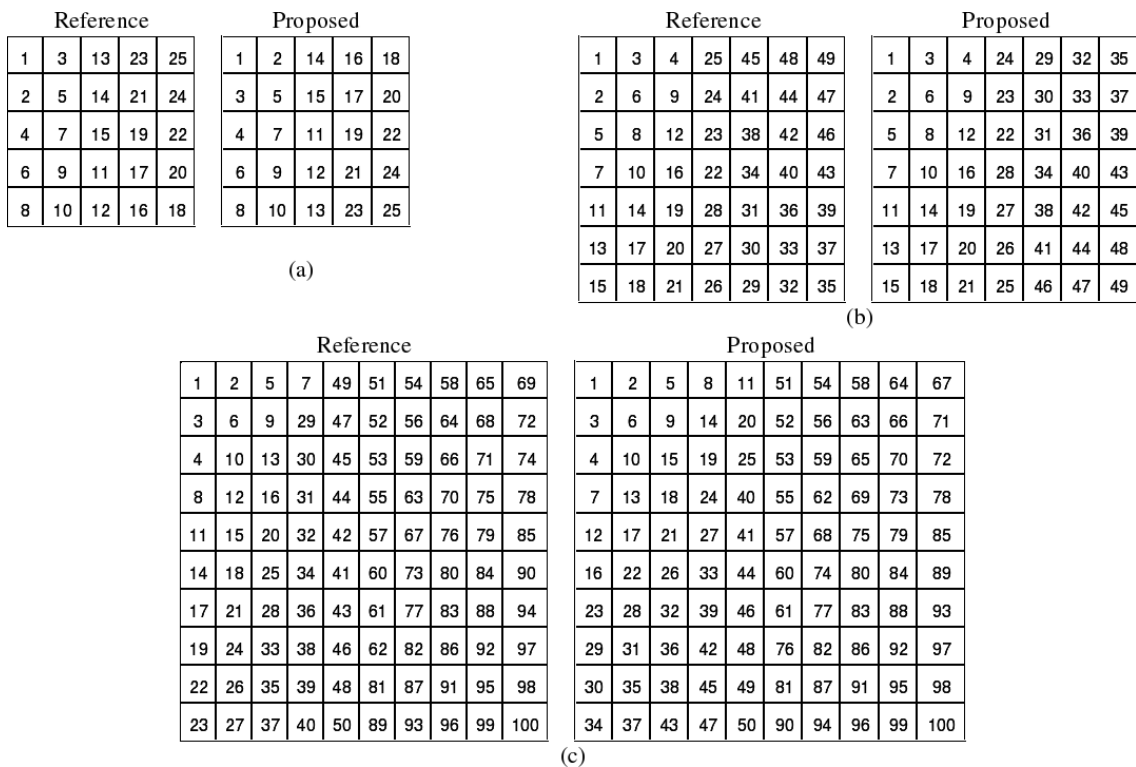 Reference Proposed
1 3 13 23 25 1 2 14 16 18
2 5 14 21 24 3 5 15 17 20
4 7 15 19 22 4 7 11 19 22
6 9 11 17 20 6 9 12 21 24
8 10 12 16 18 8 10 13 23 25
(a)
Reference Proposed
1 3 4 25 45 48 49 1 3 4 24 29 32 35
2 6 9 24 41 44 47 2 6 9 23 30 33 37
5 8 12 23 38 42 46 5 8 12 22 31 36 39
7 10 16 22 34 40 43 7 10 16 28 34 40 43
11 14 19 28 31 36 39 11 14 19 27 38 42 45
13 17 20 27 30 33 37 13 17 20 26 41 44 48
15 18 21 26 29 32 35 15 18 21 25 46 47 49
(b)
Reference Proposed
1 2 5 7 49 51 54 58 65 69 1 2 5 8 11 51 54 58 64 67
3 6 9 29 47 52 56 64 68 72 3 6 9 14 20 52 56 63 66 71
4 10 13 30 45 53 59 66 71 74 4 10 15 19 25 53 59 65 70 72
8 12 16 31 44 55 63 70 75 78 7 13 18 24 40 55 62 69 73 78
11 15 20 32 42 57 67 76 79 85 12 17 21 27 41 57 68 75 79 85
14 18 25 34 41 60 73 80 84 90 16 22 26 33 44 60 74 80 84 89
17 21 28 36 43 61 77 83 88 94 23 28 32 39 46 61 77 83 88 93
19 24 33 38 46 62 82 86 92 97 29 31 36 42 48 76 82 86 92 97
22 26 35 39 48 81 87 91 95 98 30 35 38 45 49 81 87 91 95 98
23 27 37 40 50 89 93 96 99 100 34 37 43 47 50 90 94 96 99 100
(c)